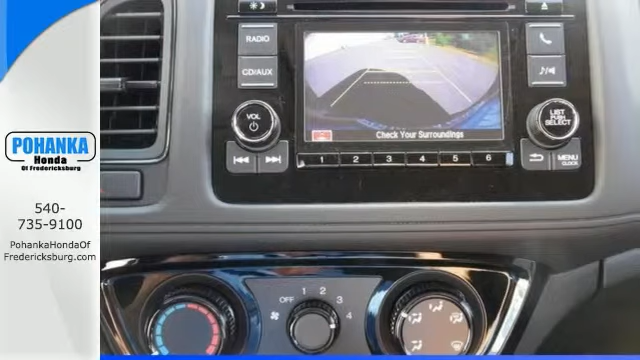 POHANKA
Honda
Of Fredericksburg
540-
735-9100
PohankaHondaOf
Fredericksburg.com
RADIO
CD/AUX
VOL
Check Your Surroundings
1 2 3 4 5 6
LIST
PUSH
SELECT
MENU
CLOCK
OFF 1 2 3 4